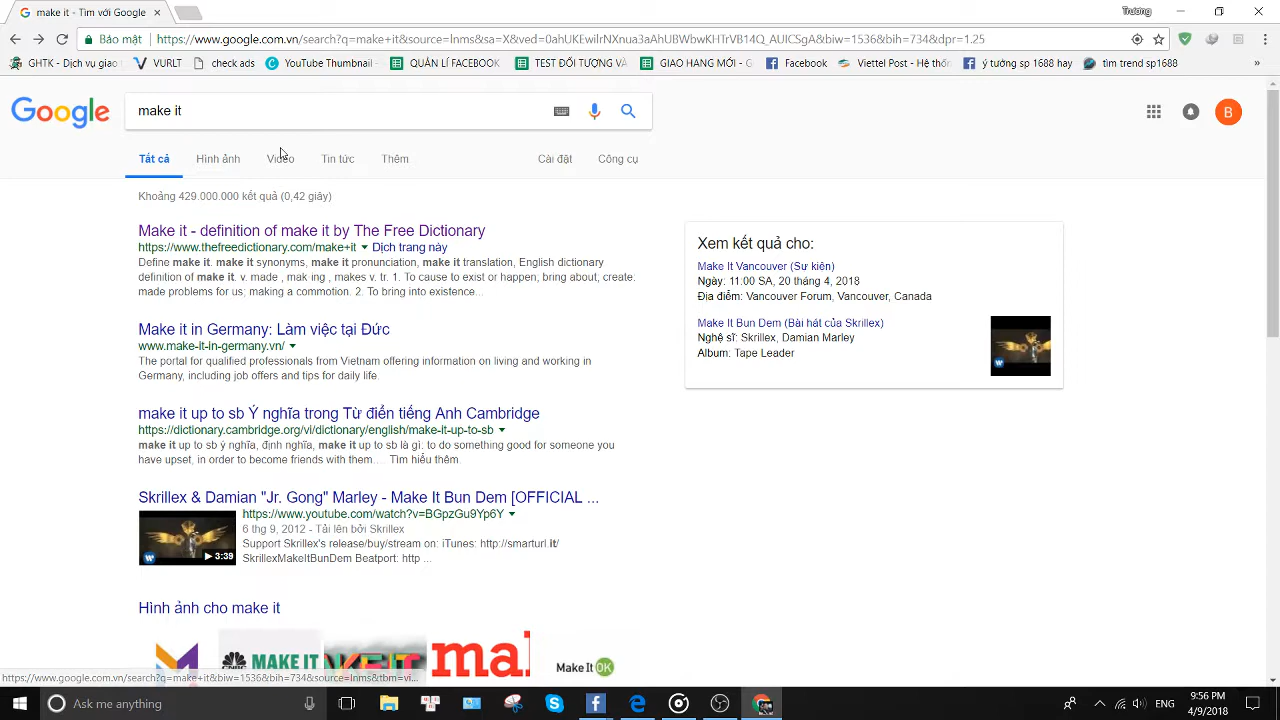 make it - Tìm với Google
Trương
Bảo mật
https://www.google.com.vn/search?q=make+it&source=lnms&sa=X&ved=0ahUKEwilrNXnua3aAhUBWbwKHTrVB14Q_AUICSgA&biw=1536&bih=734&dpr=1.25
GHTK - Dịch vụ giao
VURLT
check ads
YouTube Thumbnail
QUẢN LÍ FACEBOOK
TEST ĐỐI TƯỢNG VÀ
GIAO HANG MỚI - G
Facebook
Viettel Post - Hệ thốn
ý tưởng sp 1688 hay
tìm trend sp1688
»
Google
make it
B
Tất cả
Hình ảnh
Video
Tin tức
Thêm
Cài đặt
Công cụ
Khoảng 429.000.000 kết quả (0,42 giây)
Make it - definition of make it by The Free Dictionary
https://www.thefreedictionary.com/make+it ▼ Dịch trang này
Define make it. make it synonyms, make it pronunciation, make it translation, English dictionary
definition of make it. v. made , mak·ing , makes v. tr. 1. To cause to exist or happen; bring about; create:
made problems for us; making a commotion. 2. To bring into existence...
Make it in Germany: Làm việc tại Đức
www.make-it-in-germany.vn/ ▼
The portal for qualified professionals from Vietnam offering information on living and working in
Germany, including job offers and tips for daily life.
make it up to sb Ý nghĩa trong Từ điển tiếng Anh Cambridge
https://dictionary.cambridge.org/vi/dictionary/english/make-it-up-to-sb ▼
make it up to sb ý nghĩa, định nghĩa, make it up to sb là gì: to do something good for someone you
have upset, in order to become friends with them.... Tìm hiểu thêm.
Skrillex & Damian "Jr. Gong" Marley - Make It Bun Dem [OFFICIAL ...
https://www.youtube.com/watch?v=BGpzGu9Yp6Y ▼
6 thg 9, 2012 - Tải lên bởi Skrillex
Support Skrillex's release/buy/stream on: iTunes: http://smarturl.it/
SkrillexMakeItBunDem Beatport: http ...
▶ 3:39
Hình ảnh cho make it
CNBC
MAKE IT
MAKE IT
ma
Make It OK
Xem kết quả cho:
Make It Vancouver (Sự kiện)
Ngày: 11:00 SA, 20 tháng 4, 2018
Địa điểm: Vancouver Forum, Vancouver, Canada
Make It Bun Dem (Bài hát của Skrillex)
Nghệ sĩ: Skrillex, Damian Marley
Album: Tape Leader
https://www.google.com.vn/search?q=make+it&biw=1536&bih=734&source=lnms&tbm=vi...
Ask me anything
ENG
9:56 PM
4/9/2018